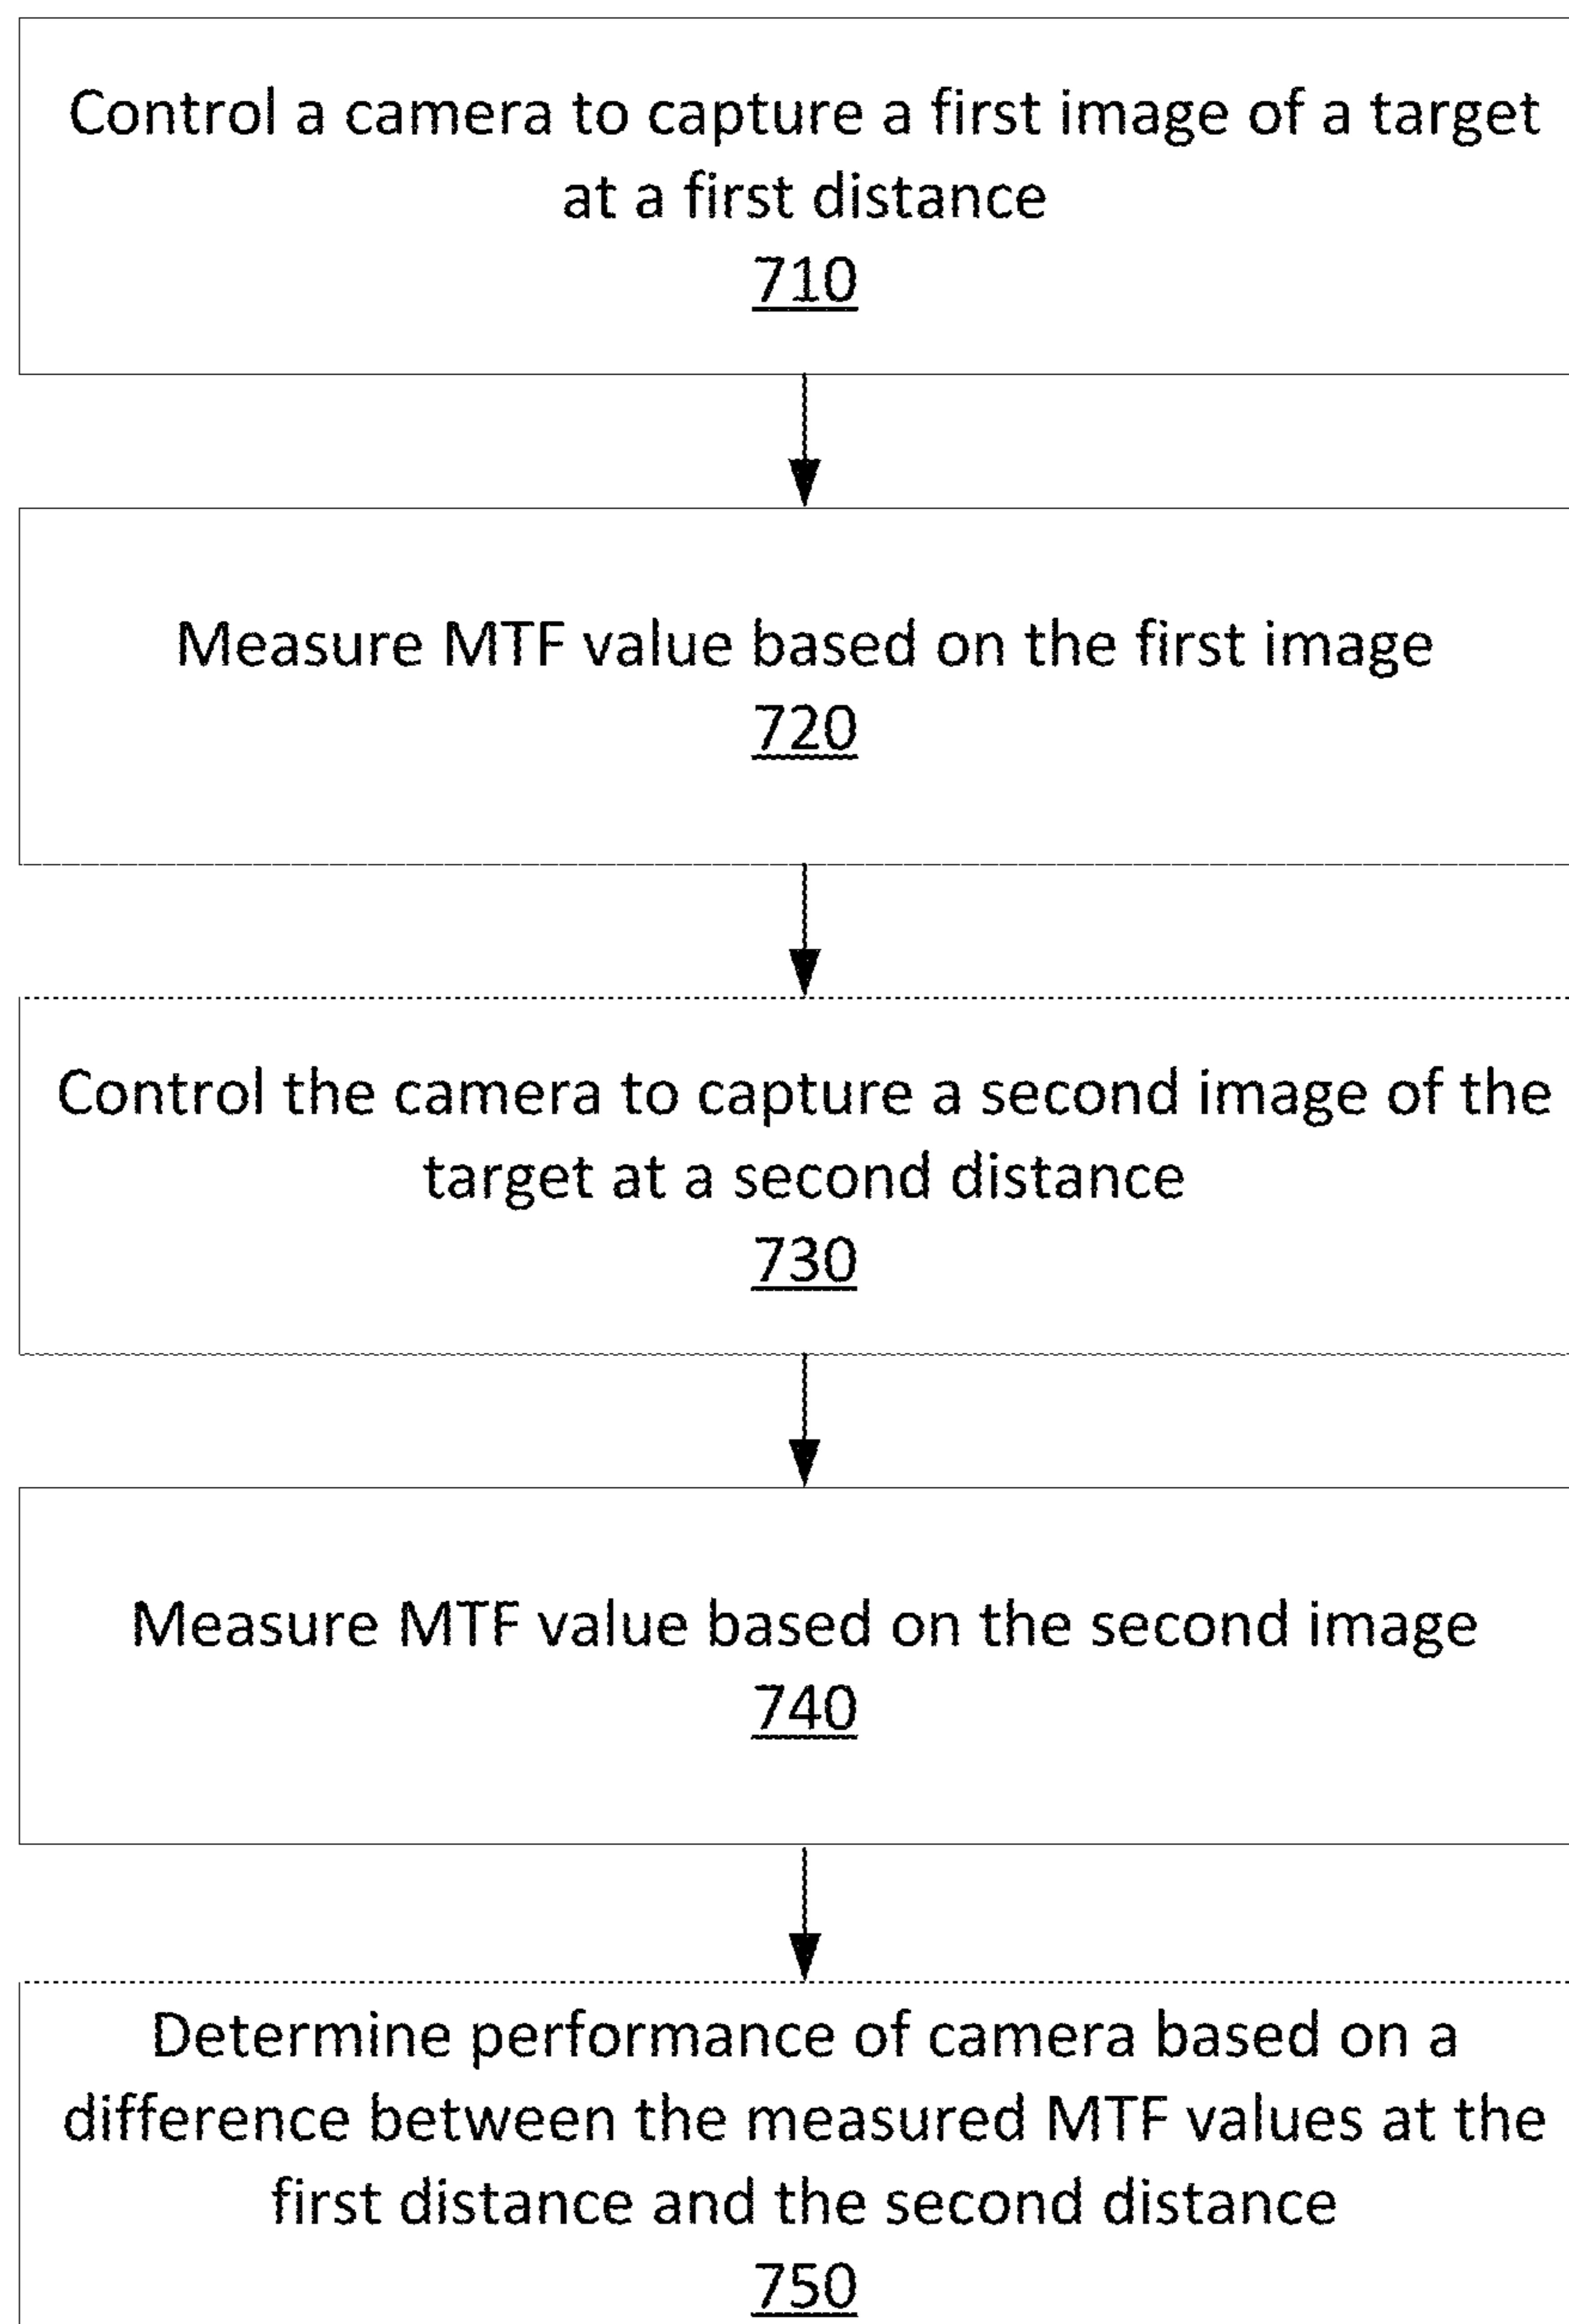 Control a camera to capture a first image of a target
at a first distance
710
Measure MTF value based on the first image
720
Control the camera to capture a second image of the
target at a second distance
730
Measure MTF value based on the second image
740
Determine performance of camera based on a
difference between the measured MTF values at the
first distance and the second distance
750